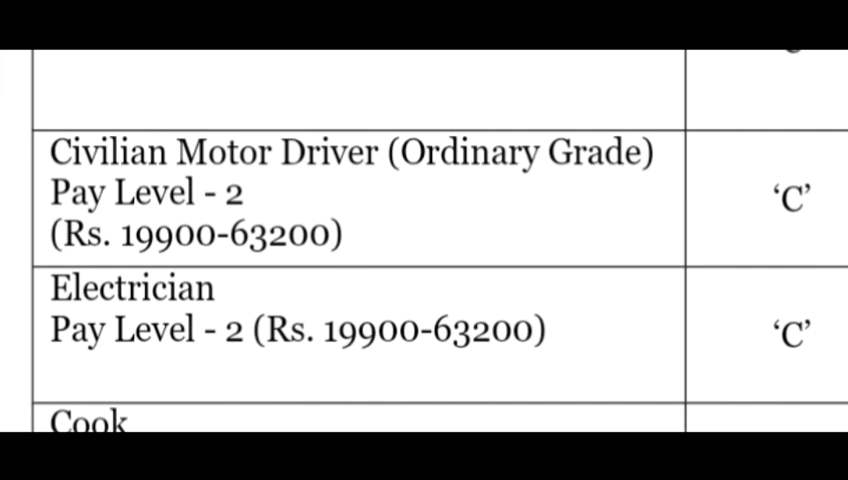 Civilian Motor Driver (Ordinary Grade)
Pay Level - 2
(Rs. 19900-63200)
‘C’
Electrician
Pay Level - 2 (Rs. 19900-63200)
‘C’
Cook